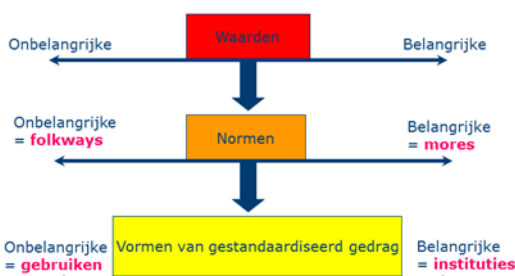 Waarden
Onbelangrijke
Belangrijke
Onbelangrijke
= folkways
Normen
Belangrijke
= mores
Onbelangrijke
= gebruiken
Vormen van gestandaardiseerd gedrag
Belangrijke
= instituties